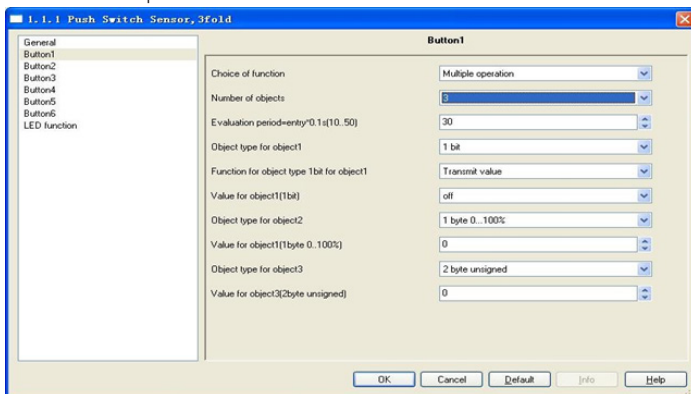 1.1.1 Push Switch Sensor,3fold
General
Button1
Button2
Button3
Button4
Button5
Button6
LED function
Button1
Choice of function
Multiple operation
Number of objects
3
Evaluation period=entry*0.1s(10..50)
30
Object type for object1
1 bit
Function for object type 1bit for object1
Transmit value
Value for object1(1bit)
off
Object type for object2
1 byte 0...100%
Value for object1(1byte 0..100%)
0
Object type for object3
2 byte unsigned
Value for object3(2byte unsigned)
0
OK
Cancel
Default
Info
Help